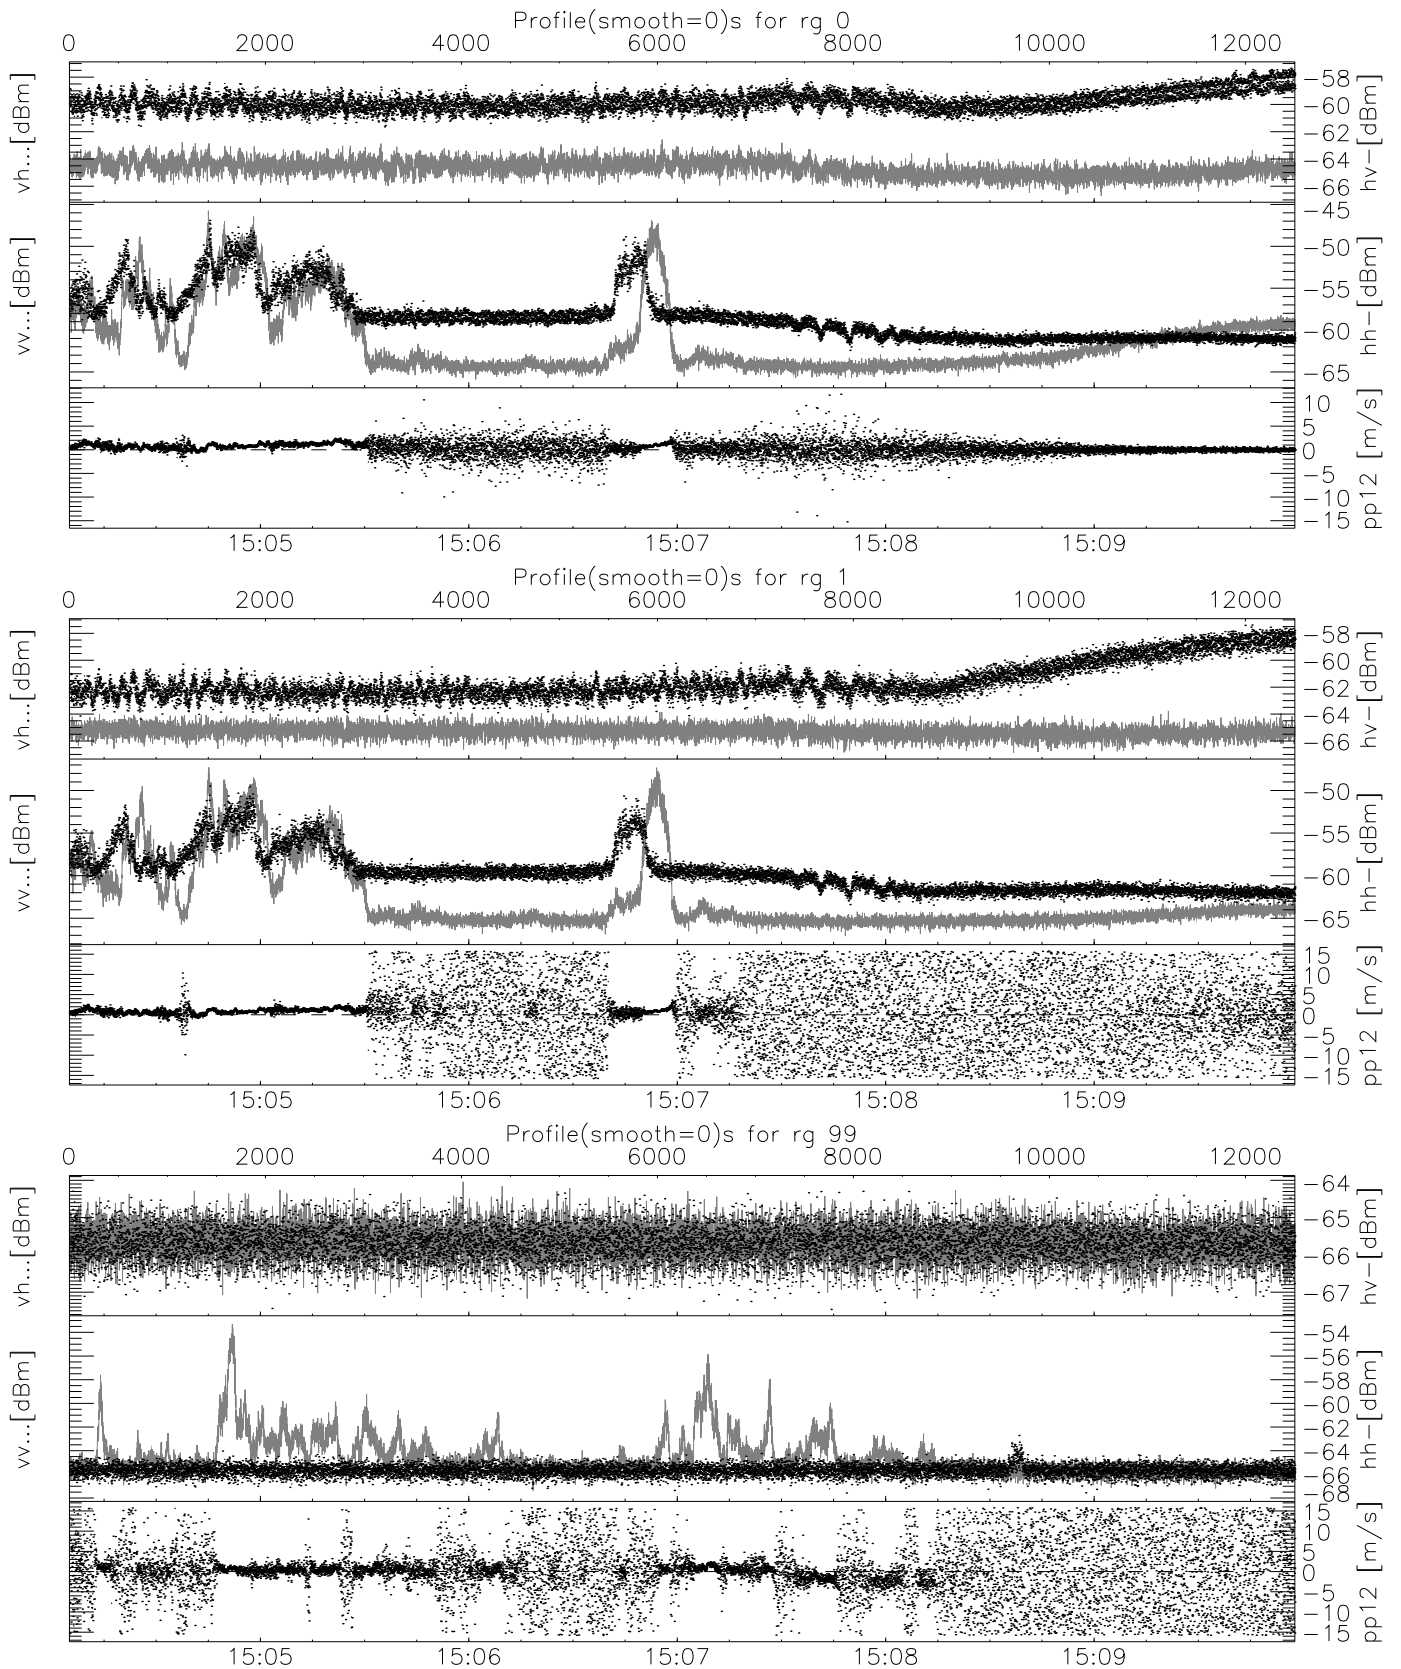 Profile(smooth=0)s for rg 0
0 2000 4000 6000 8000 10000 12000
vh...[dBm]
-58
-60
-62
-64
-66
hv-[dBm]
vv...[dBm]
-45
-50
-55
-60
-65
hh-[dBm]
10
5
0
-5
-10
-15
pp12 [m/s]
15:05 15:06 15:07 15:08 15:09
Profile(smooth=0)s for rg 1
0 2000 4000 6000 8000 10000 12000
vh...[dBm]
-58
-60
-62
-64
-66
hv-[dBm]
vv...[dBm]
-50
-55
-60
-65
hh-[dBm]
15
10
5
0
-5
-10
-15
pp12 [m/s]
15:05 15:06 15:07 15:08 15:09
Profile(smooth=0)s for rg 99
0 2000 4000 6000 8000 10000 12000
vh...[dBm]
-64
-65
-66
-67
hv-[dBm]
vv...[dBm]
-54
-56
-58
-60
-62
-64
-66
-68
hh-[dBm]
15
10
5
0
-5
-10
-15
pp12 [m/s]
15:05 15:06 15:07 15:08 15:09